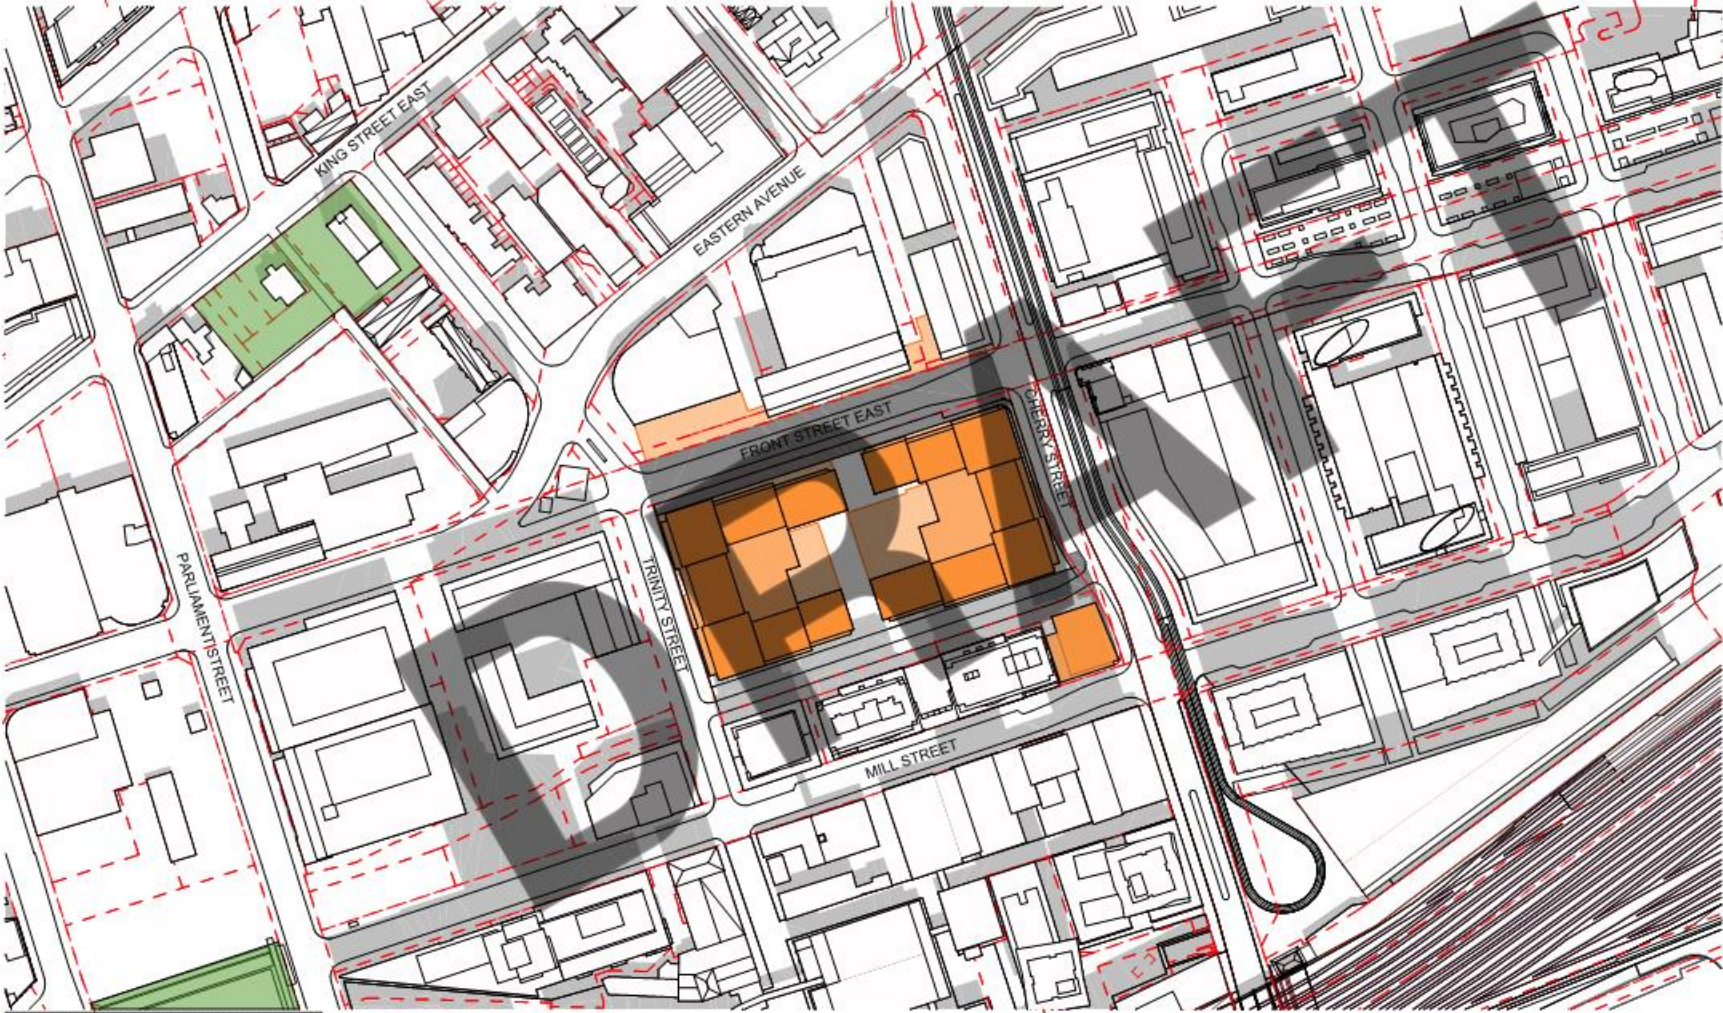 KING STREET EAST
EASTERN AVENUE
FRONT STREET EAST
CHERRY STREET
TRINITY STREET
PARLIAMENT STREET
MILL STREET
DRAFT